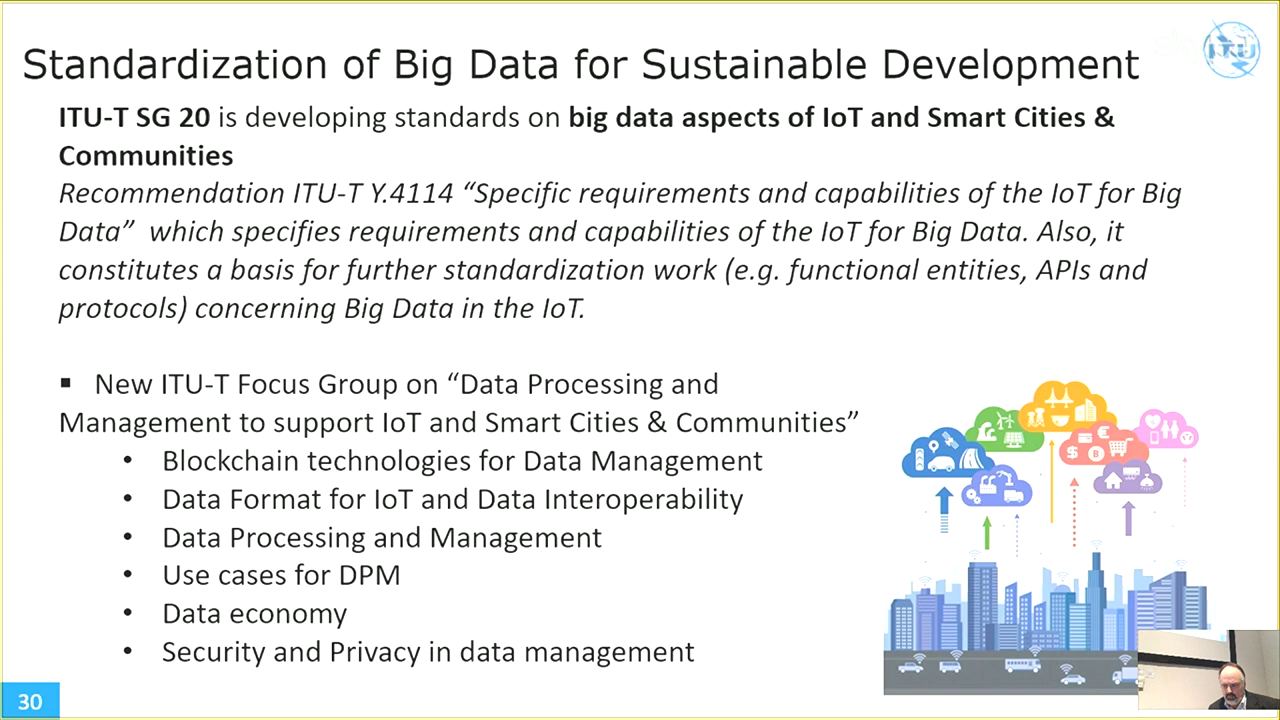 Standardization of Big Data for Sustainable Development
ITU
ITU-T SG 20 is developing standards on big data aspects of IoT and Smart Cities &
Communities
Recommendation ITU-T Y.4114 “Specific requirements and capabilities of the IoT for Big
Data” which specifies requirements and capabilities of the IoT for Big Data. Also, it
constitutes a basis for further standardization work (e.g. functional entities, APIs and
protocols) concerning Big Data in the IoT.
▪ New ITU-T Focus Group on “Data Processing and
Management to support IoT and Smart Cities & Communities”
• Blockchain technologies for Data Management
• Data Format for IoT and Data Interoperability
• Data Processing and Management
• Use cases for DPM
• Data economy
• Security and Privacy in data management
30